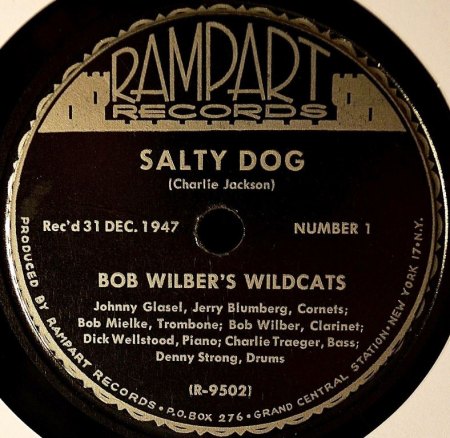 RAMPART
RECORDS
SALTY DOG
(Charlie Jackson)
Rec'd 31 DEC. 1947 NUMBER 1
BOB WILBER'S WILDCATS
Johnny Glasel, Jerry Blumberg, Cornets;
Bob Mielke, Trombone; Bob Wilber, Clarinet;
Dick Wellstood, Piano; Charlie Traeger, Bass;
Denny Strong, Drums
(R-9502)
PRODUCED BY RAMPART RECORDS • P.O.BOX 276 • GRAND CENTRAL STATION • NEW YORK 17 • N.Y.